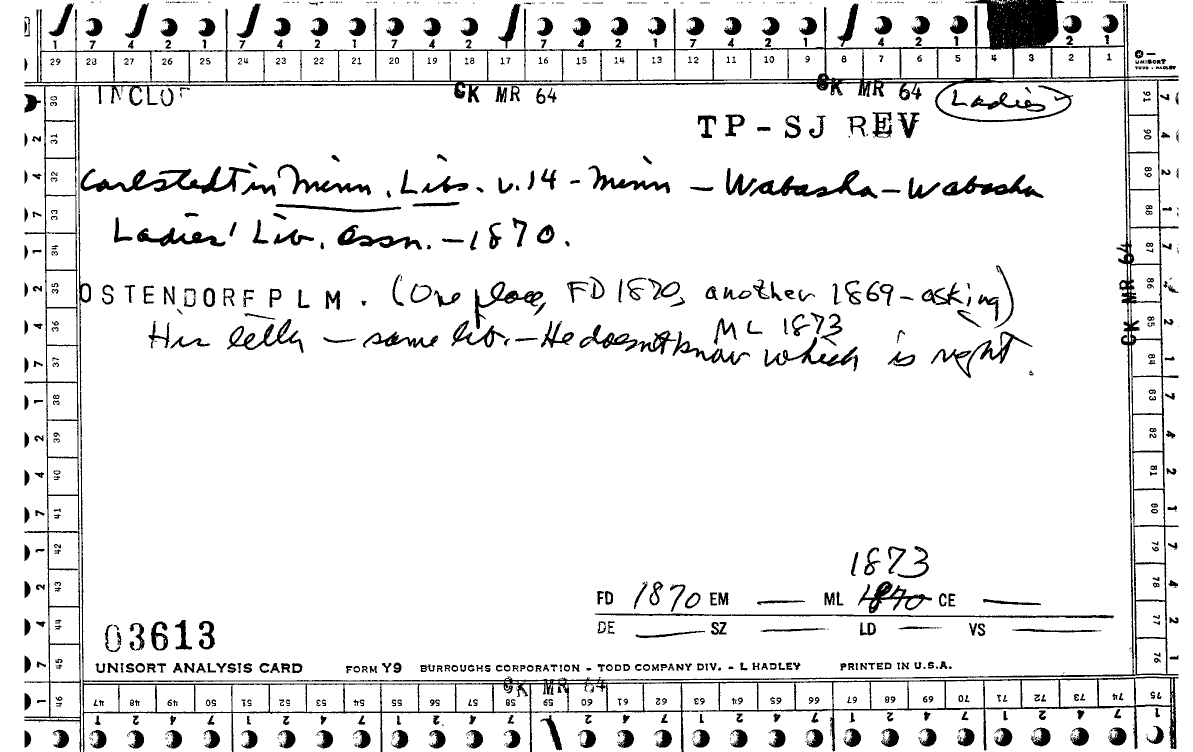 7 4 2 1 7 4 2 1 7 4 2 1 7 4 2 1 7 4 2 1 7 4 2 1 2 1
29 28 27 26 25 24 23 22 21 20 19 18 17 16 15 14 13 12 11 10 9 8 7 6 5 4 3 2 1
UNISORT
TODD - HADLEY
INCLOF CK MR 64 CK MR 64 Ladies
TP-SJ REV
Carlstedt in Minn. Libs. v.14 - Minn - Wabasha - Wabasha
Ladies' Lib. Assn. - 1870.
OSTENDORF P L M. (One place, FD 1870, another 1869 - asking)
ML 1873
His letter - same lib. - He doesn't know which is right.
CK MR 64
1873
FD 1870 EM — ML 1870 CE —
DE — SZ — LD — VS —
03613
UNISORT ANALYSIS CARD FORM Y9 BURROUGHS CORPORATION - TODD COMPANY DIV. - L HADLEY PRINTED IN U.S.A.
CK MR 64
30 31 32 33 34 35 36 37 38 39 40 41 42 43 44 45 46
91 90 89 88 87 86 85 84 83 82 81 80 79 78 77 76 75
47 48 49 50 51 52 53 54 55 56 57 58 59 60 61 62 63 64 65 66 67 68 69 70 71 72 73 74